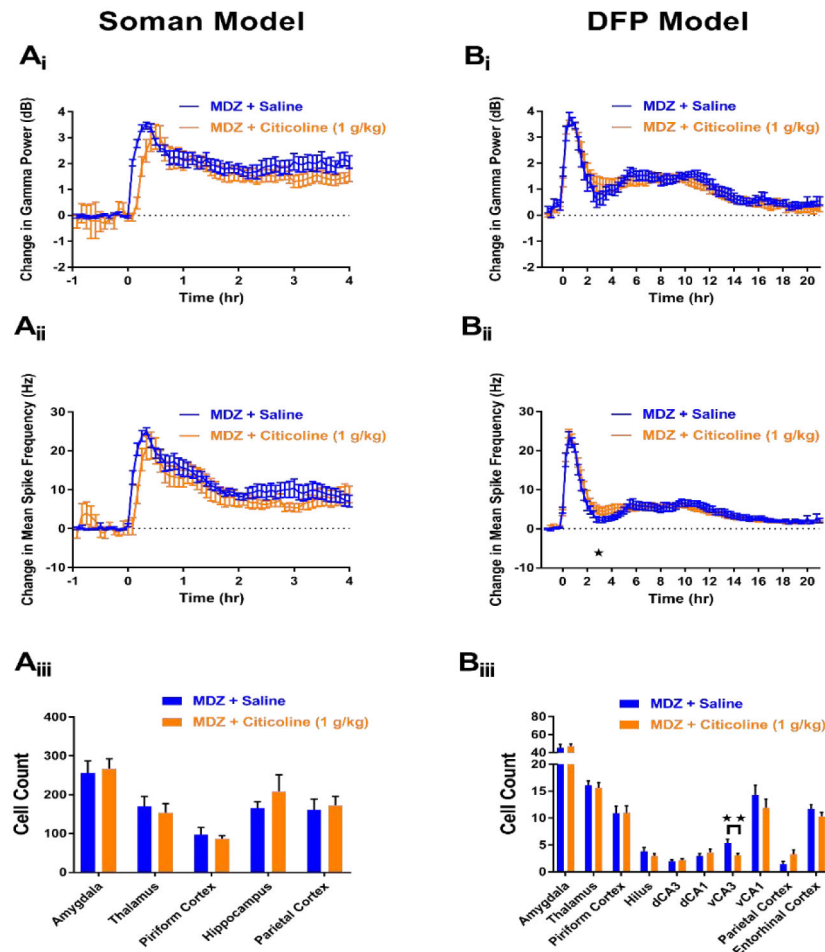 Soman Model
DFP Model
Ai
Change in Gamma Power (dB)
MDZ + Saline
MDZ + Citicoline (1 g/kg)
4
3
2
1
0
-1
-2
-1 0 1 2 3 4
Time (hr)
Bi
Change in Gamma Power (dB)
MDZ + Saline
MDZ + Citicoline (1 g/kg)
4
3
2
1
0
-1
-2
0 2 4 6 8 10 12 14 16 18 20
Time (hr)
Aii
Change in Mean Spike Frequency (Hz)
MDZ + Saline
MDZ + Citicoline (1 g/kg)
30
20
10
0
-10
-1 0 1 2 3 4
Time (hr)
Bii
Change in Mean Spike Frequency (Hz)
MDZ + Saline
MDZ + Citicoline (1 g/kg)
30
20
10
0
-10
★
0 2 4 6 8 10 12 14 16 18 20
Time (hr)
Aiii
MDZ + Saline
MDZ + Citicoline (1 g/kg)
Cell Count
400
300
200
100
0
Amygdala
Thalamus
Piriform Cortex
Hippocampus
Parietal Cortex
Biii
MDZ + Saline
MDZ + Citicoline (1 g/kg)
Cell Count
80
60
40
20
15
10
5
0
★ ★
Amygdala
Thalamus
Piriform Cortex
Hilus
dCA3
dCA1
vCA3
vCA1
Parietal Cortex
Entorhinal Cortex